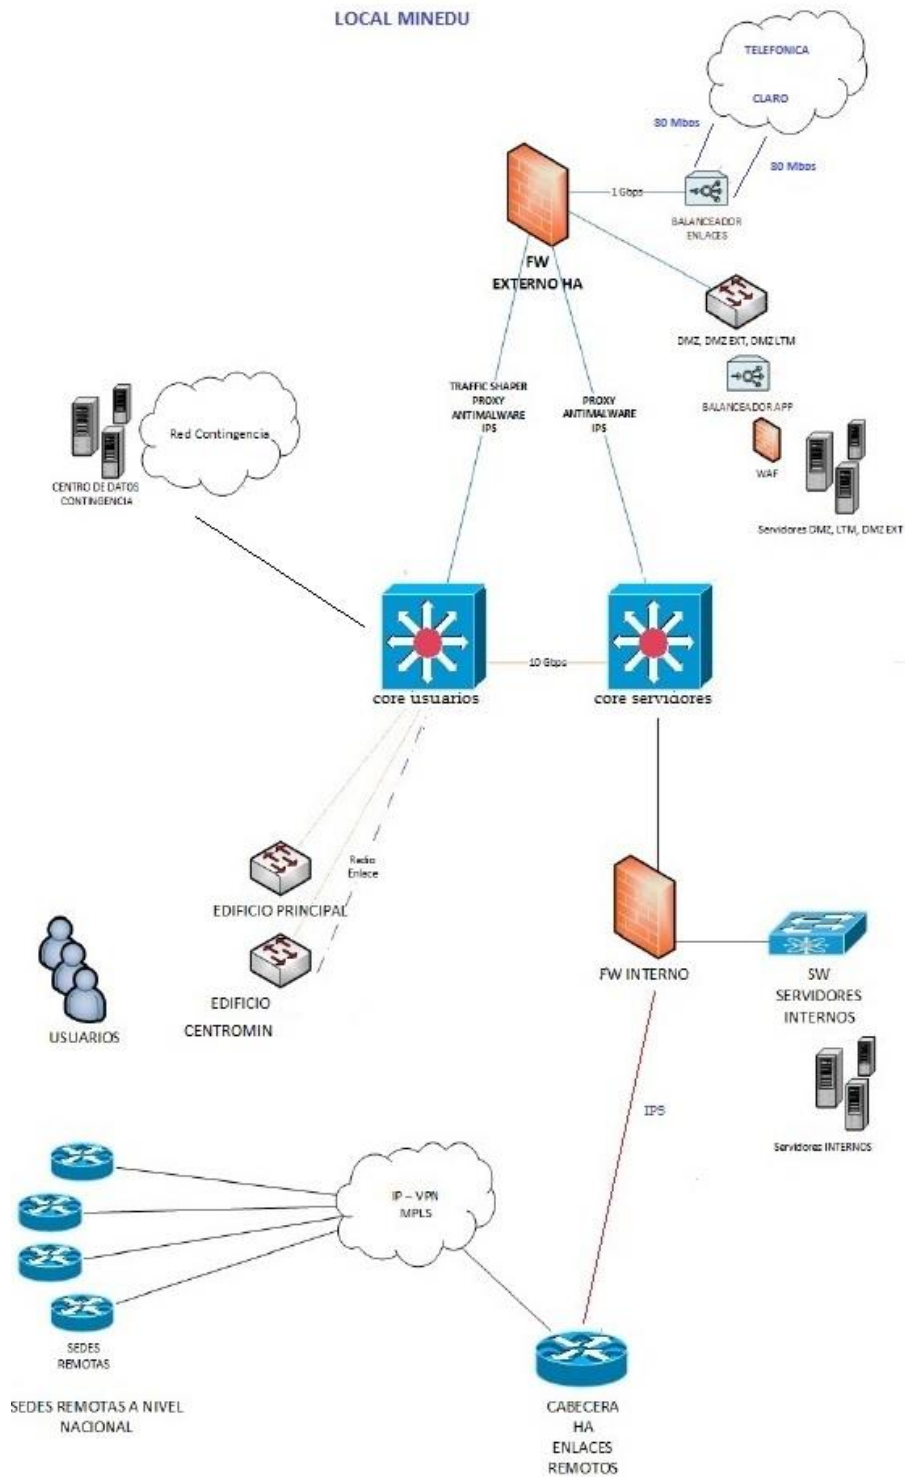 LOCAL MINEDU
TELEFONICA
CLARO
80 Mbos
80 Mbos
1 Gbps
BALANCEADOR
ENLACES
FW
EXTERNO HA
DMZ, DMZ EXT, DMZ LTM
BALANCEADOR APP
WAF
Servidores DMZ, LTM, DMZ EXT
TRAFFIC SHAPER
PROXY
ANTIMALWARE
IPS
PROXY
ANTIMALWARE
IPS
Red Contingencia
CENTRO DE DATOS
CONTINGENCIA
10 Gbps
core usuarios
core servidores
Radio
Enlace
EDIFICIO PRINCIPAL
EDIFICIO
CENTROMIN
USUARIOS
FW INTERNO
SW
SERVIDORES
INTERNOS
Servidores INTERNOS
IPS
IP – VPN
MPLS
SEDES
REMOTAS
SEDES REMOTAS A NIVEL
NACIONAL
CABECERA
HA
ENLACES
REMOTOS